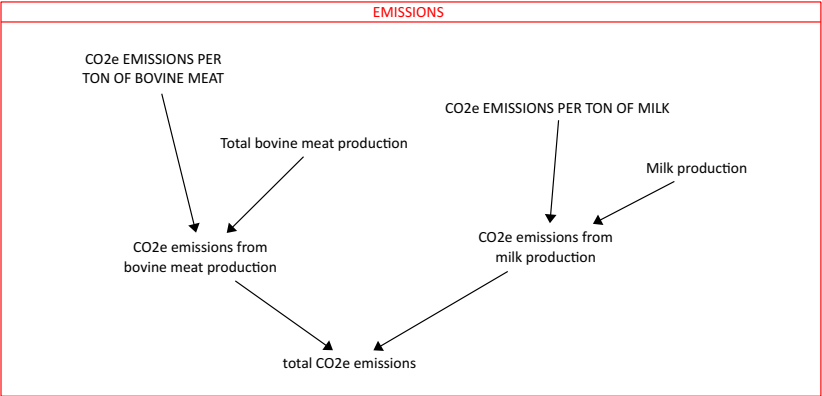 EMISSIONS
CO2e EMISSIONS PER
TON OF BOVINE MEAT
CO2e EMISSIONS PER TON OF MILK
Total bovine meat production
Milk production
CO2e emissions from
bovine meat production
CO2e emissions from
milk production
total CO2e emissions